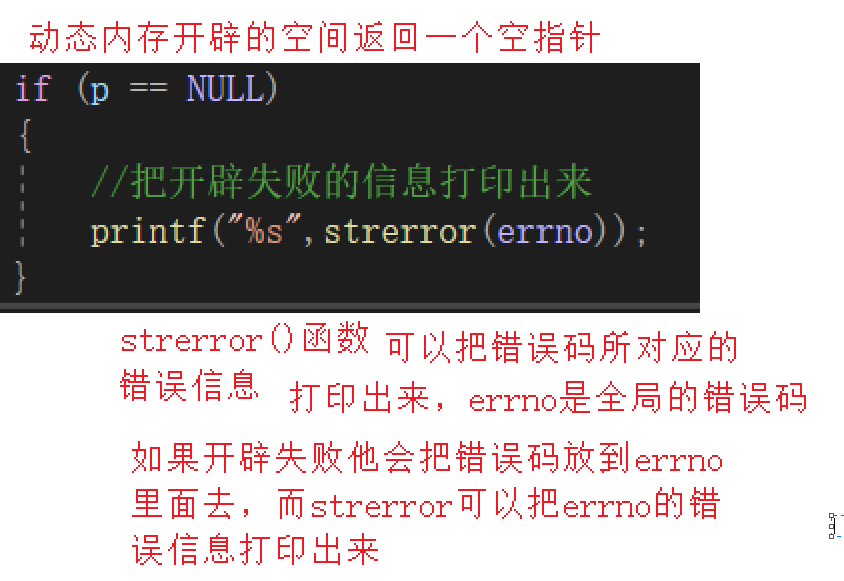 动态内存开辟的空间返回一个空指针
if (p == NULL)
{
//把开辟失败的信息打印出来
printf("%s",strerror(errno));
}
strerror()函数 可以把错误码所对应的
错误信息 打印出来，errno是全局的错误码
如果开辟失败他会把错误码放到errno
里面去，而strerror可以把errno的错
误信息打印出来